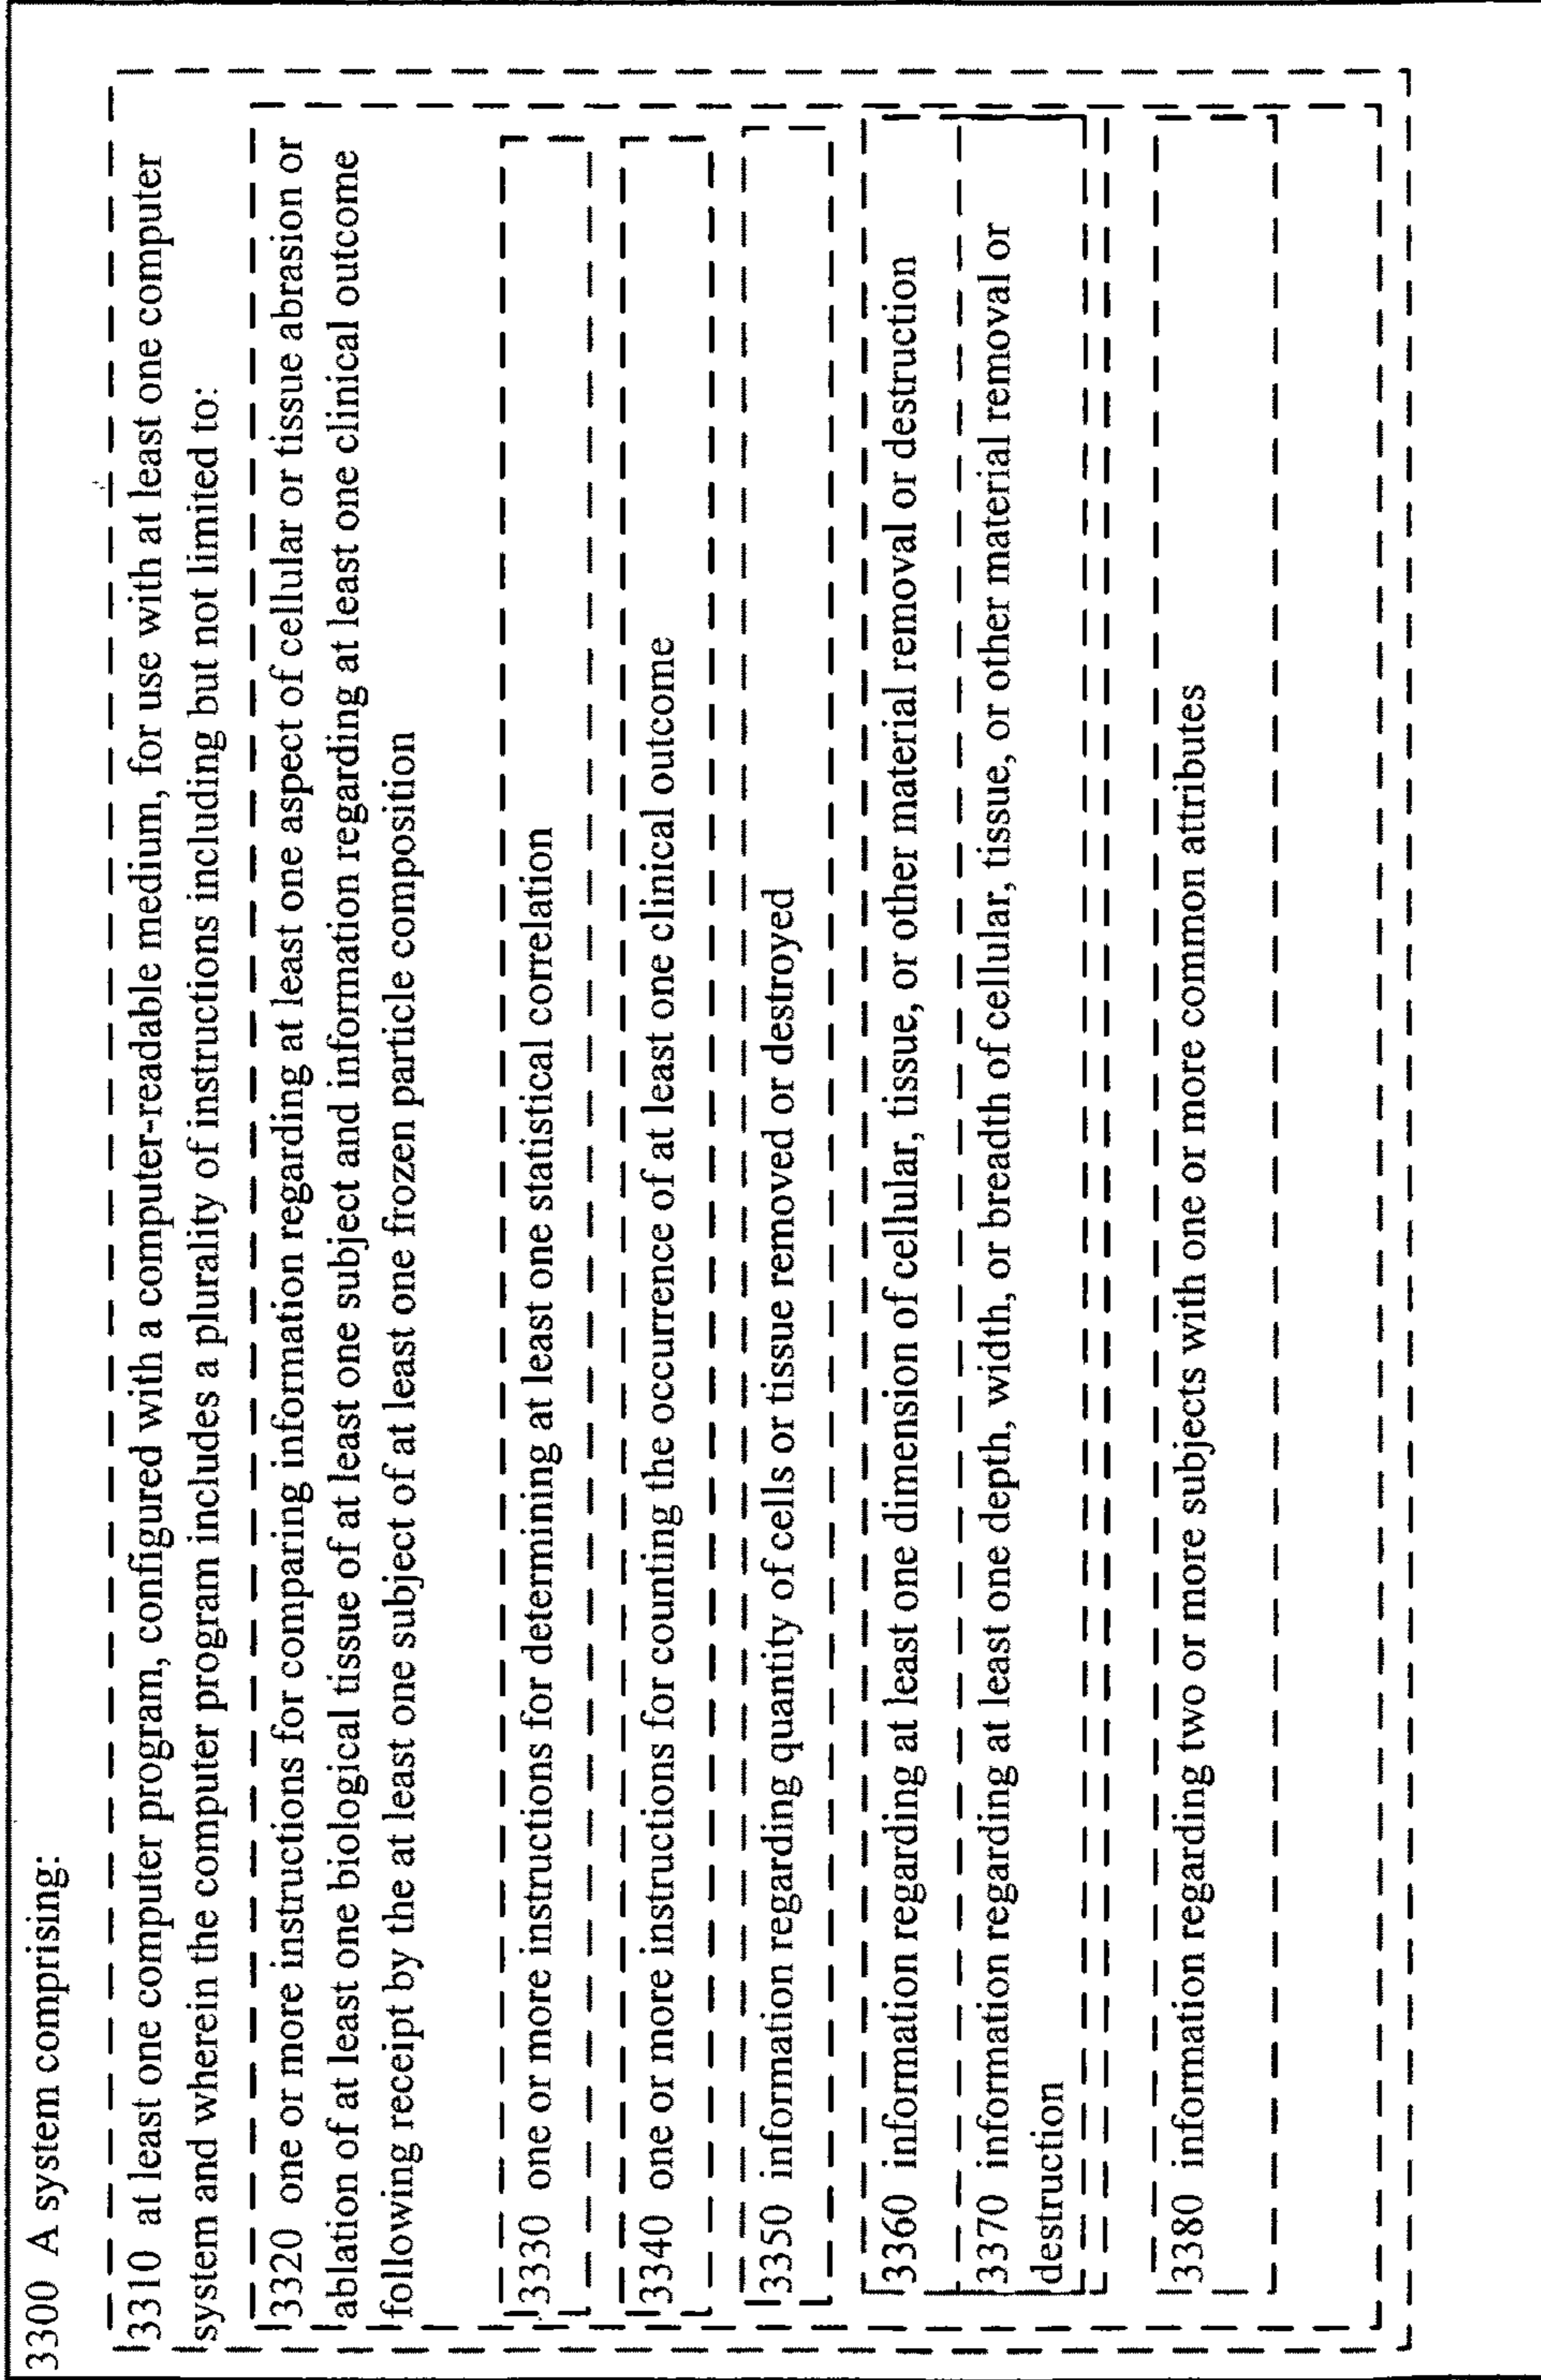 3300 A system comprising:
3310 at least one computer program, configured with a computer-readable medium, for use with at least one computer
system and wherein the computer program includes a plurality of instructions including but not limited to:
3320 one or more instructions for comparing information regarding at least one aspect of cellular or tissue abrasion or
ablation of at least one biological tissue of at least one subject and information regarding at least one clinical outcome
following receipt by the at least one subject of at least one frozen particle composition
3330 one or more instructions for determining at least one statistical correlation
3340 one or more instructions for counting the occurrence of at least one clinical outcome
3350 information regarding quantity of cells or tissue removed or destroyed
3360 information regarding at least one dimension of cellular, tissue, or other material removal or destruction
3370 information regarding at least one depth, width, or breadth of cellular, tissue, or other material removal or
destruction
3380 information regarding two or more subjects with one or more common attributes